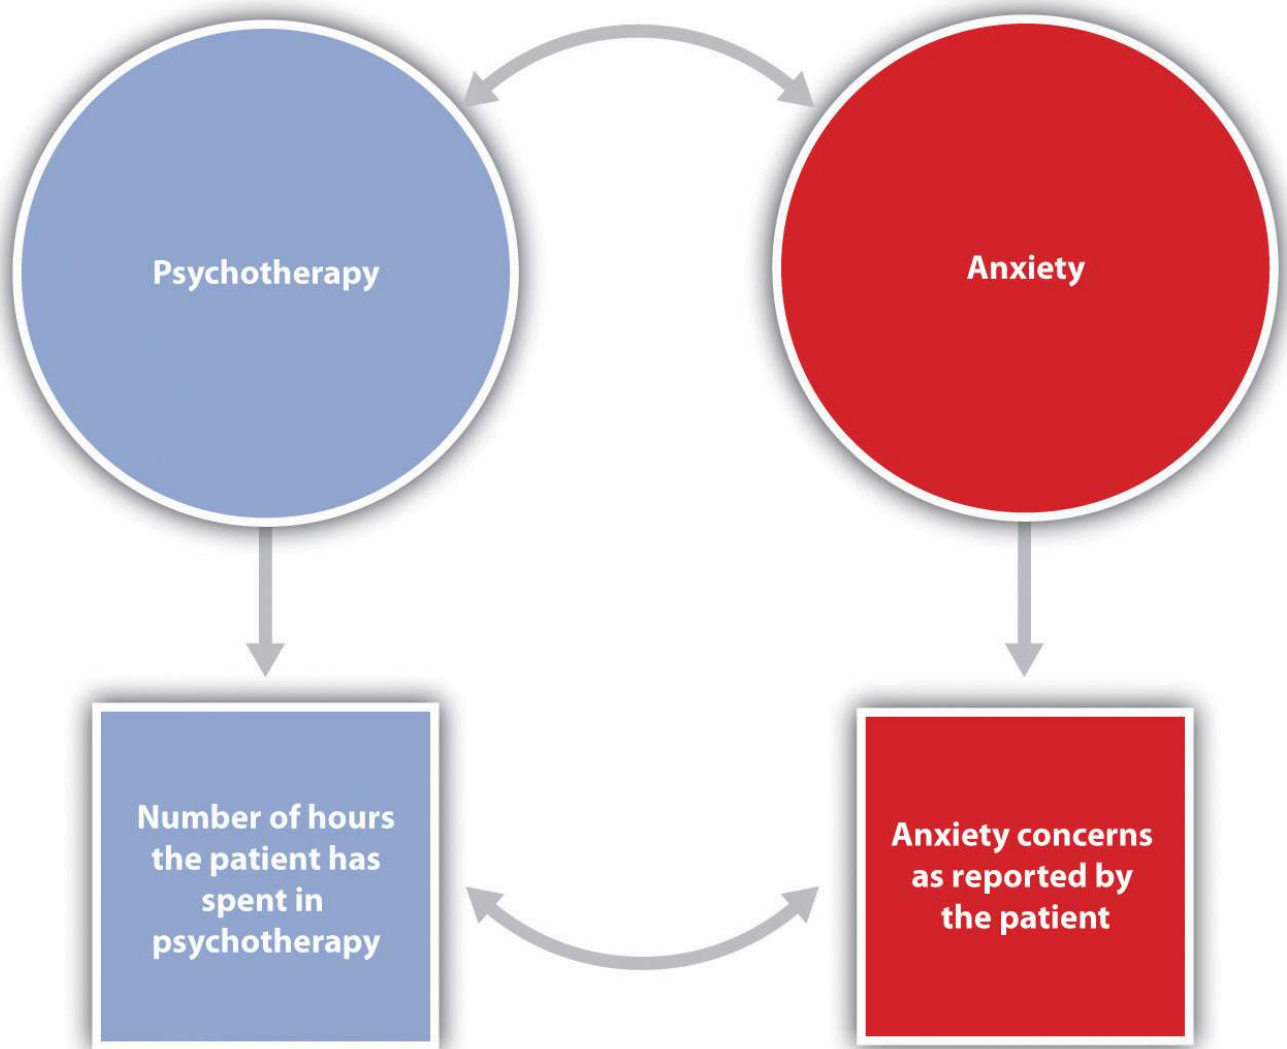 Psychotherapy
Anxiety
Number of hours
the patient has
spent in
psychotherapy
Anxiety concerns
as reported by
the patient